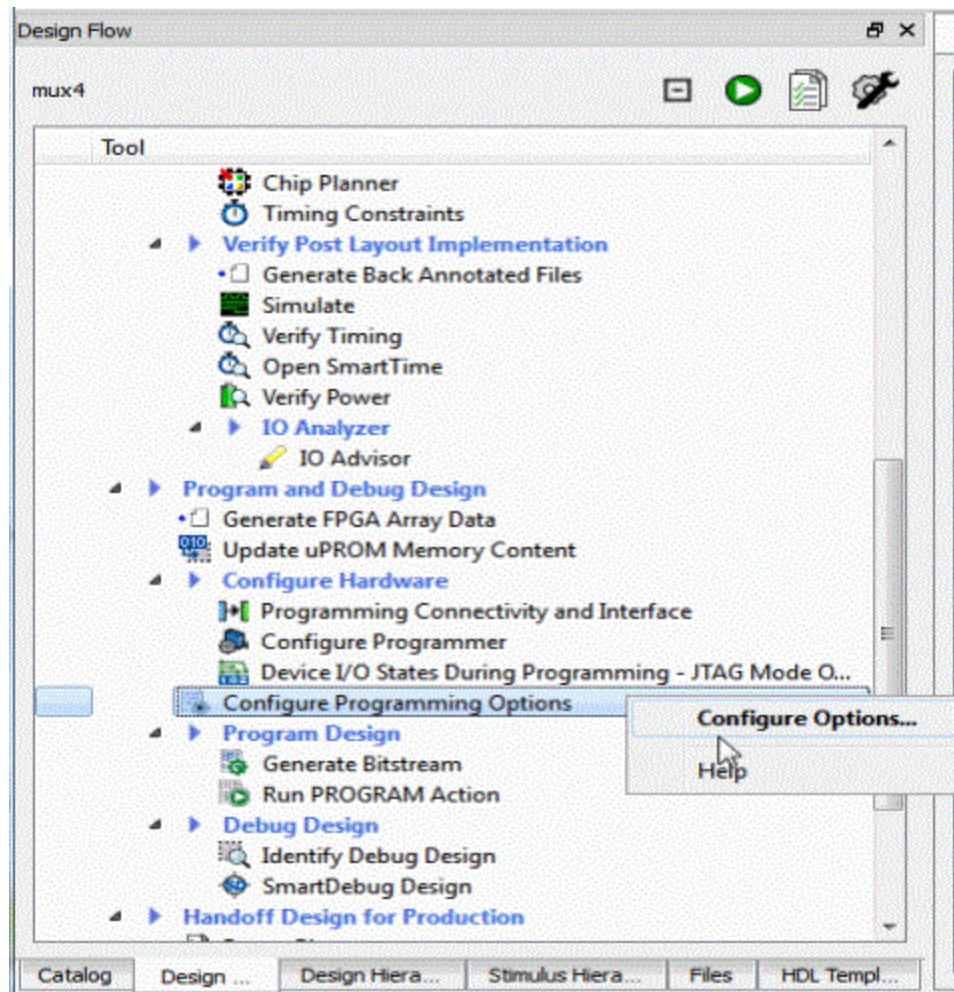 Design Flow
mux4
Tool
Chip Planner
Timing Constraints
Verify Post Layout Implementation
Generate Back Annotated Files
Simulate
Verify Timing
Open SmartTime
Verify Power
IO Analyzer
IO Advisor
Program and Debug Design
Generate FPGA Array Data
Update uPROM Memory Content
Configure Hardware
Programming Connectivity and Interface
Configure Programmer
Device I/O States During Programming - JTAG Mode O...
Configure Programming Options
Configure Options...
Help
Program Design
Generate Bitstream
Run PROGRAM Action
Debug Design
Identify Debug Design
SmartDebug Design
Handoff Design for Production
Catalog Design ... Design Hiera... Stimulus Hiera... Files HDL Templ...